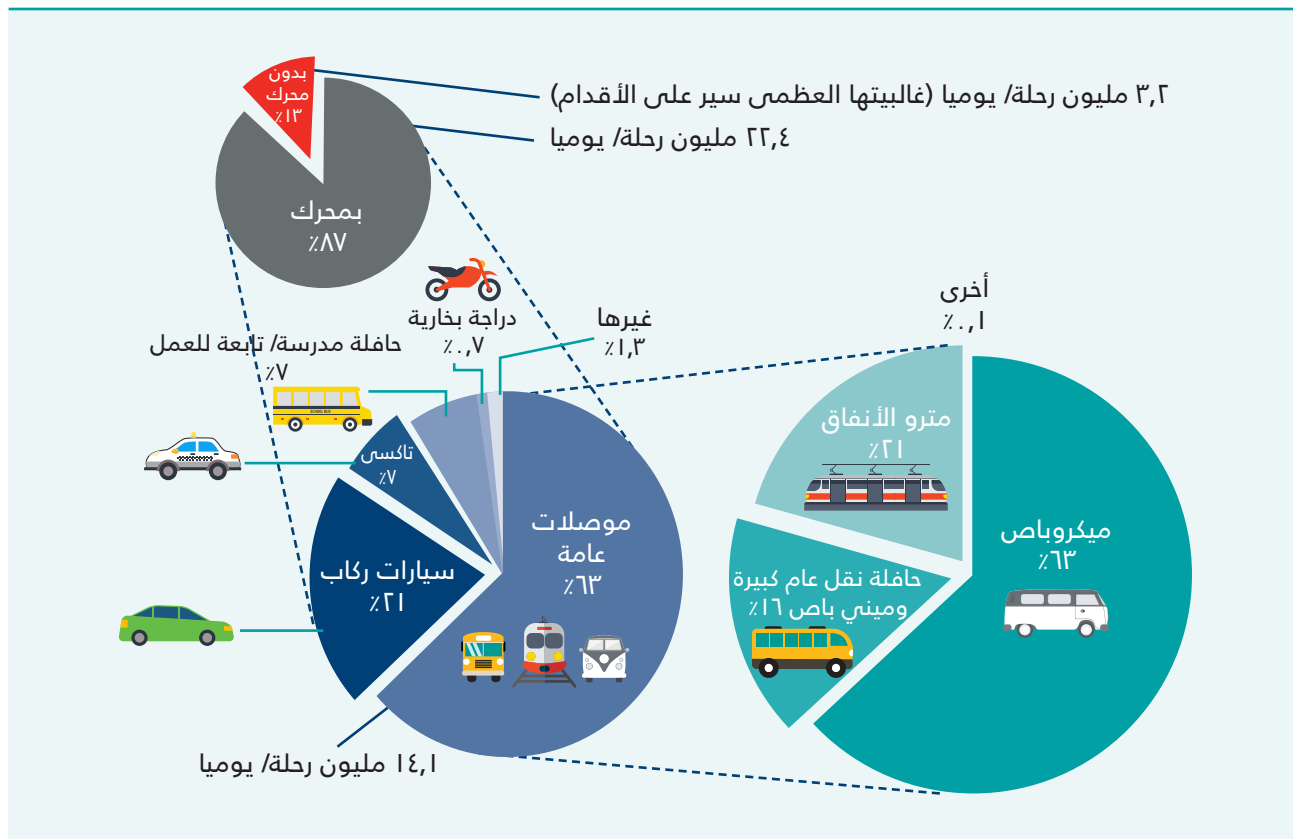 بدون
محرك
٪١٣
٣,٢ مليون رحلة/ يوميا (غالبيتها العظمى سير على الأقدام)
٢٢,٤ مليون رحلة/ يوميا
بمحرك
٪٨٧
دراجة بخارية
٪٠,٧
غيرها
٪١,٣
حافلة مدرسة/ تابعة للعمل
٪٧
SCHOOL BUS
تاكسى
٪٧
سيارات ركاب
٪٢١
موصلات
عامة
٪٦٣
١٤,١ مليون رحلة/ يوميا
أخرى
٪٠,١
مترو الأنفاق
٪٢١
حافلة نقل عام كبيرة
وميني باص ١٦٪
ميكروباص
٪٦٣